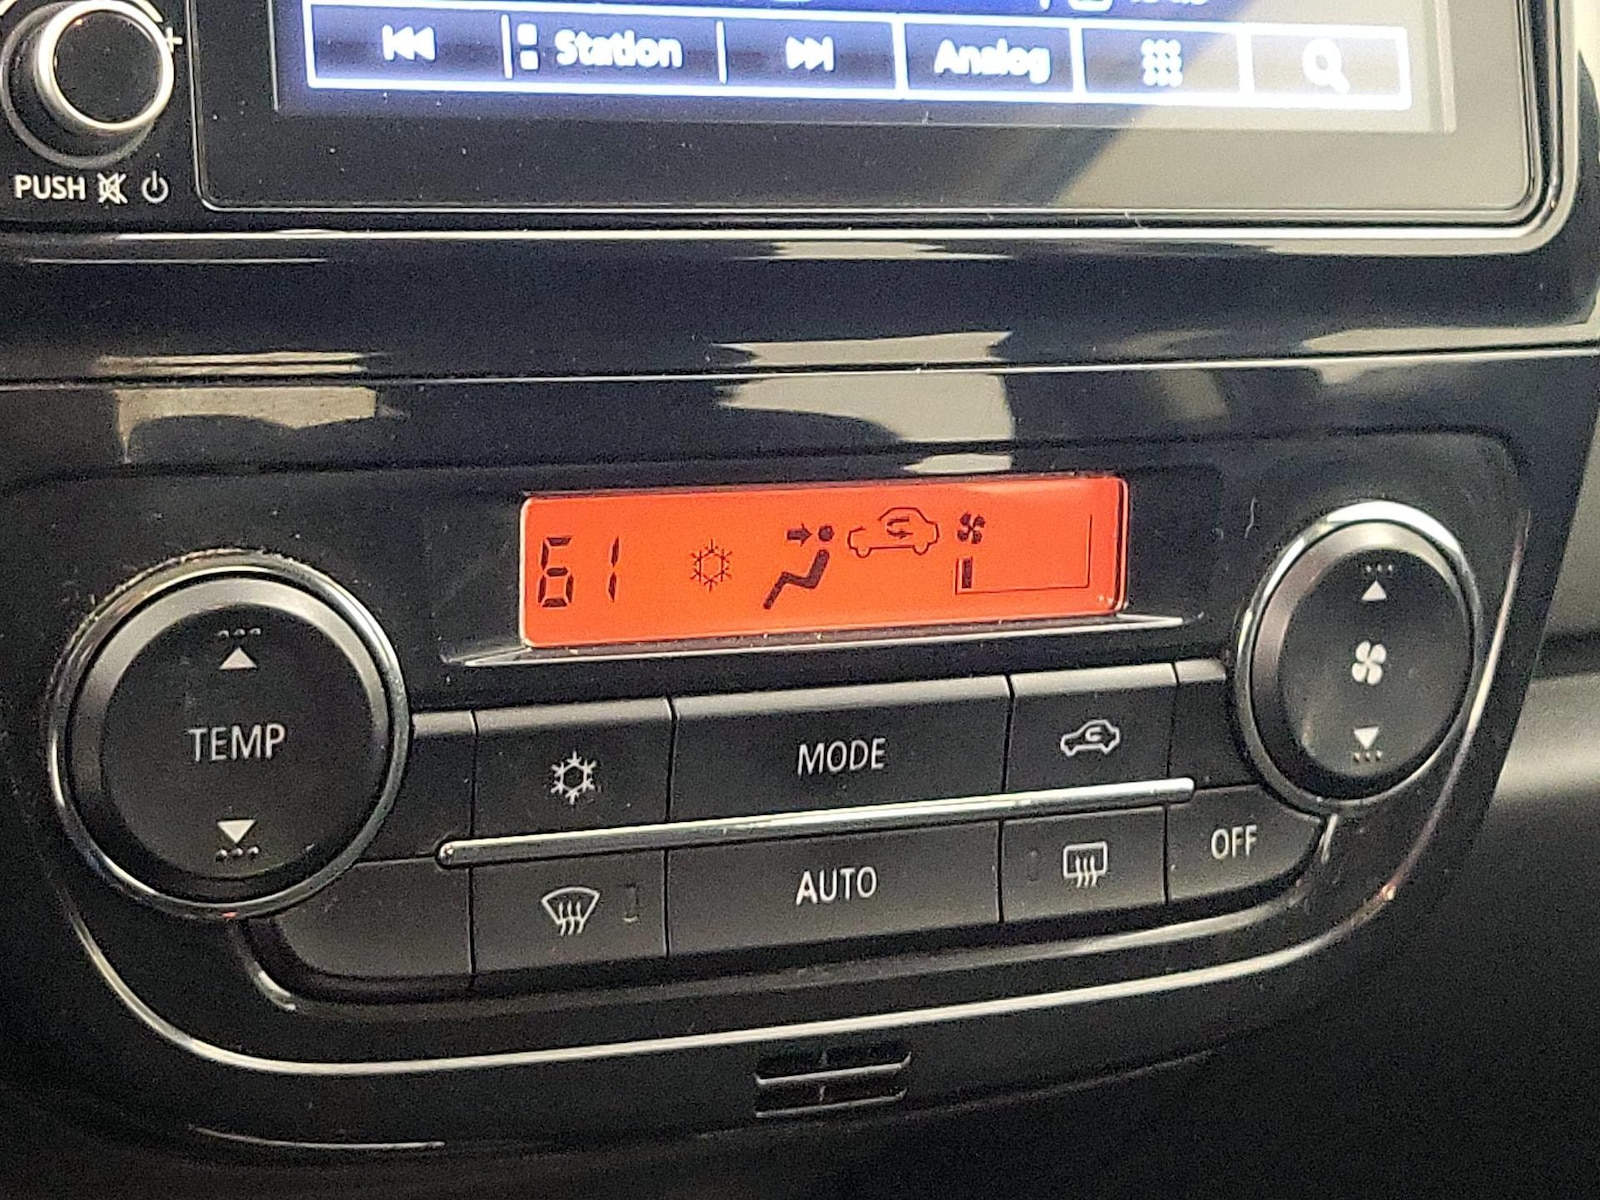 Station
Analog
PUSH
61
TEMP
MODE
AUTO
OFF